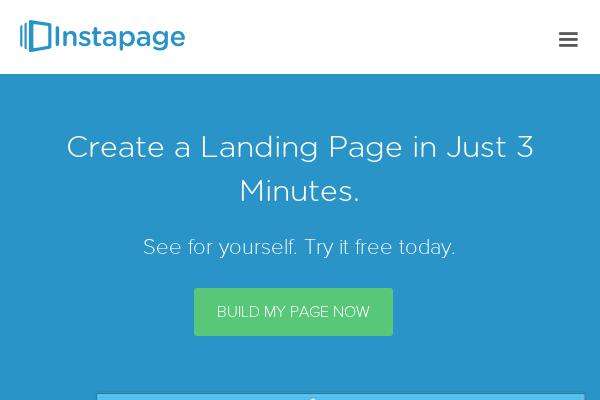 Instapage
Create a Landing Page in Just 3
Minutes.
See for yourself. Try it free today.
BUILD MY PAGE NOW